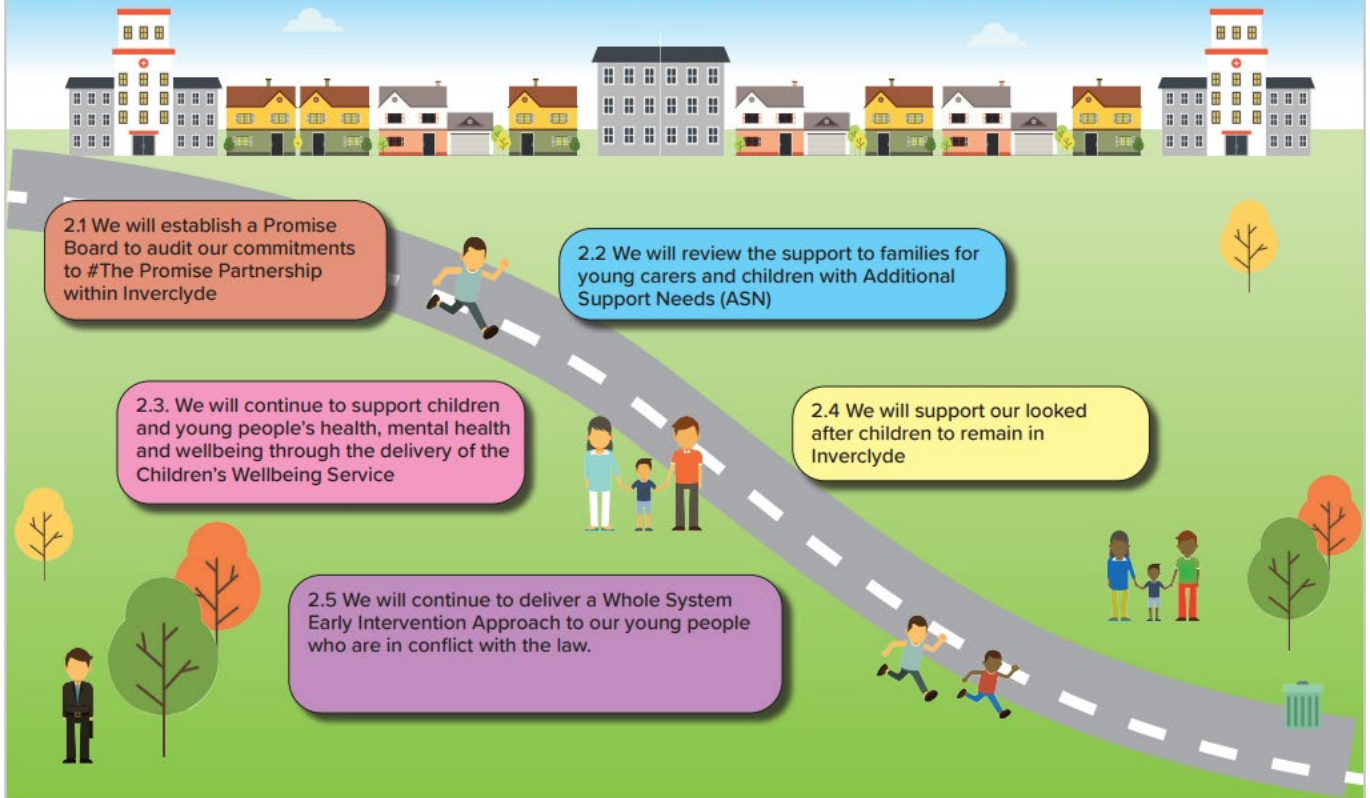 2.1 We will establish a Promise
Board to audit our commitments
to #The Promise Partnership
within Inverclyde
2.2 We will review the support to families for
young carers and children with Additional
Support Needs (ASN)
2.3. We will continue to support children
and young people’s health, mental health
and wellbeing through the delivery of the
Children’s Wellbeing Service
2.4 We will support our looked
after children to remain in
Inverclyde
2.5 We will continue to deliver a Whole System
Early Intervention Approach to our young people
who are in conflict with the law.